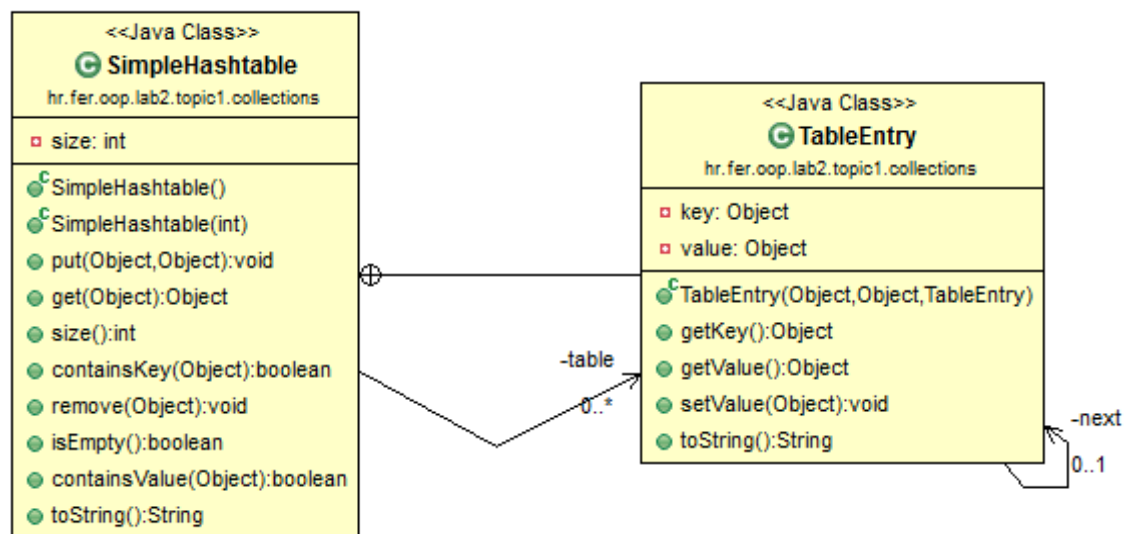 <<Java Class>>
SimpleHashtable
hr.fer.oop.lab2.topic1.collections
size: int
SimpleHashtable()
SimpleHashtable(int)
put(Object,Object):void
get(Object):Object
size():int
containsKey(Object):boolean
remove(Object):void
isEmpty():boolean
containsValue(Object):boolean
toString():String
-table
0..*
<<Java Class>>
TableEntry
hr.fer.oop.lab2.topic1.collections
key: Object
value: Object
TableEntry(Object,Object,TableEntry)
getKey():Object
getValue():Object
setValue(Object):void
toString():String
-next
0..1